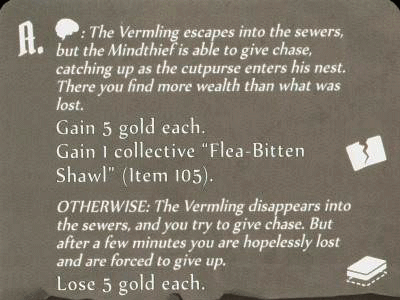 A. : The Vermling escapes into the sewers,
but the Mindthief is able to give chase,
catching up as the cutpurse enters his nest.
There you find more wealth than what was
lost.
Gain 5 gold each.
Gain 1 collective “Flea-Bitten
Shawl” (Item 105).
OTHERWISE: The Vermling disappears into
the sewers, and you try to give chase. But
after a few minutes you are hopelessly lost
and are forced to give up.
Lose 5 gold each.